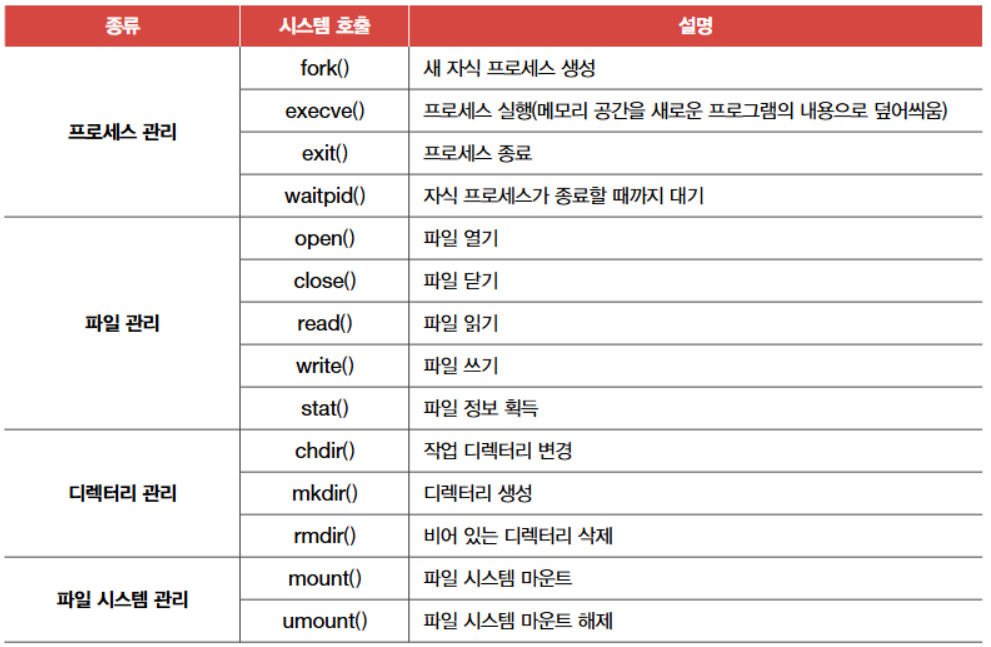 종류 시스템 호출 설명
프로세스 관리
fork() 새 자식 프로세스 생성
execve() 프로세스 실행(메모리 공간을 새로운 프로그램의 내용으로 덮어씌움)
exit() 프로세스 종료
waitpid() 자식 프로세스가 종료할 때까지 대기
파일 관리
open() 파일 열기
close() 파일 닫기
read() 파일 읽기
write() 파일 쓰기
stat() 파일 정보 획득
디렉터리 관리
chdir() 작업 디렉터리 변경
mkdir() 디렉터리 생성
rmdir() 비어 있는 디렉터리 삭제
파일 시스템 관리
mount() 파일 시스템 마운트
umount() 파일 시스템 마운트 해제